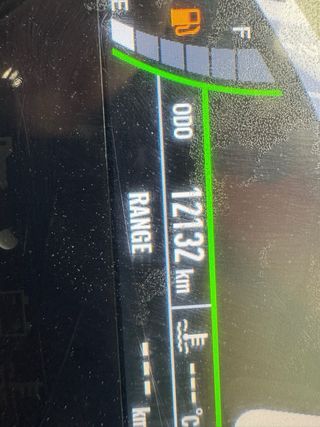 E F
ODO 12132 km
RANGE --- km
---°C